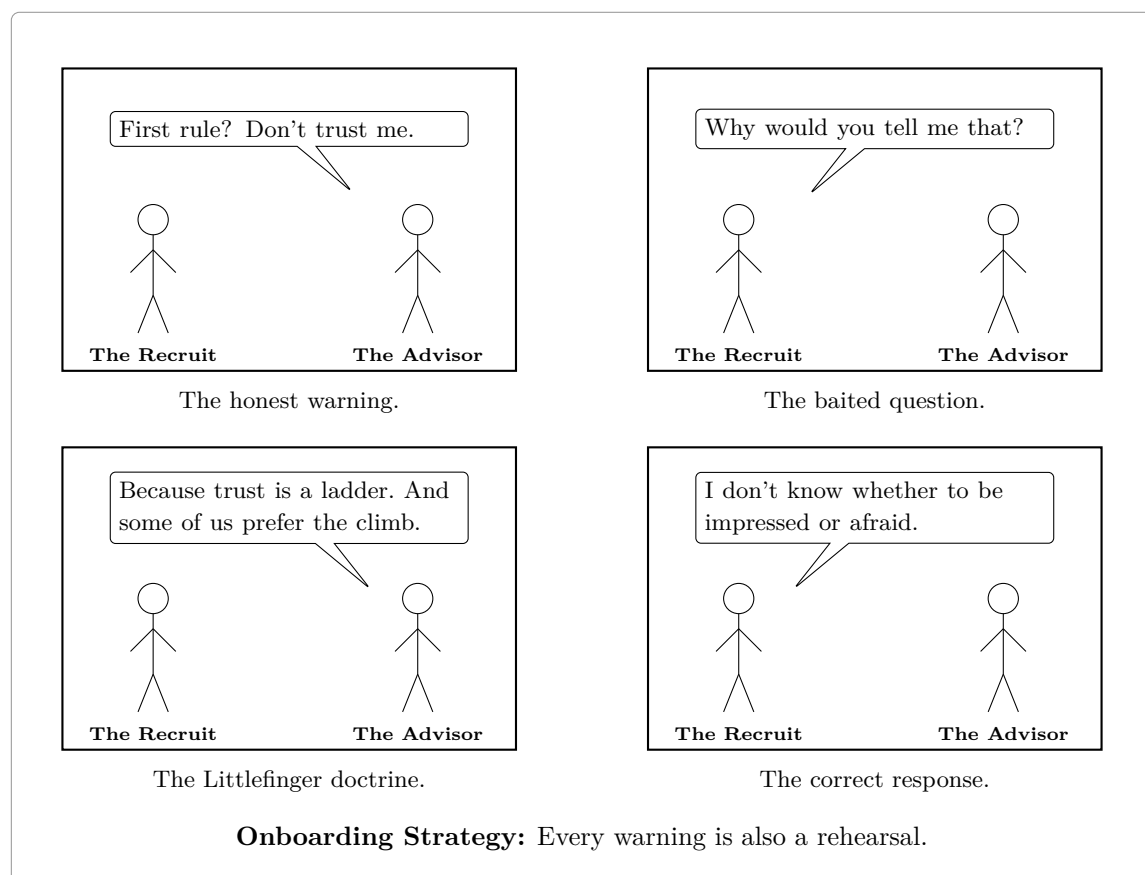 First rule? Don't trust me.
The Recruit
The Advisor
The honest warning.
Why would you tell me that?
The Recruit
The Advisor
The baited question.
Because trust is a ladder. And
some of us prefer the climb.
The Recruit
The Advisor
The Littlefinger doctrine.
I don't know whether to be
impressed or afraid.
The Recruit
The Advisor
The correct response.
Onboarding Strategy: Every warning is also a rehearsal.